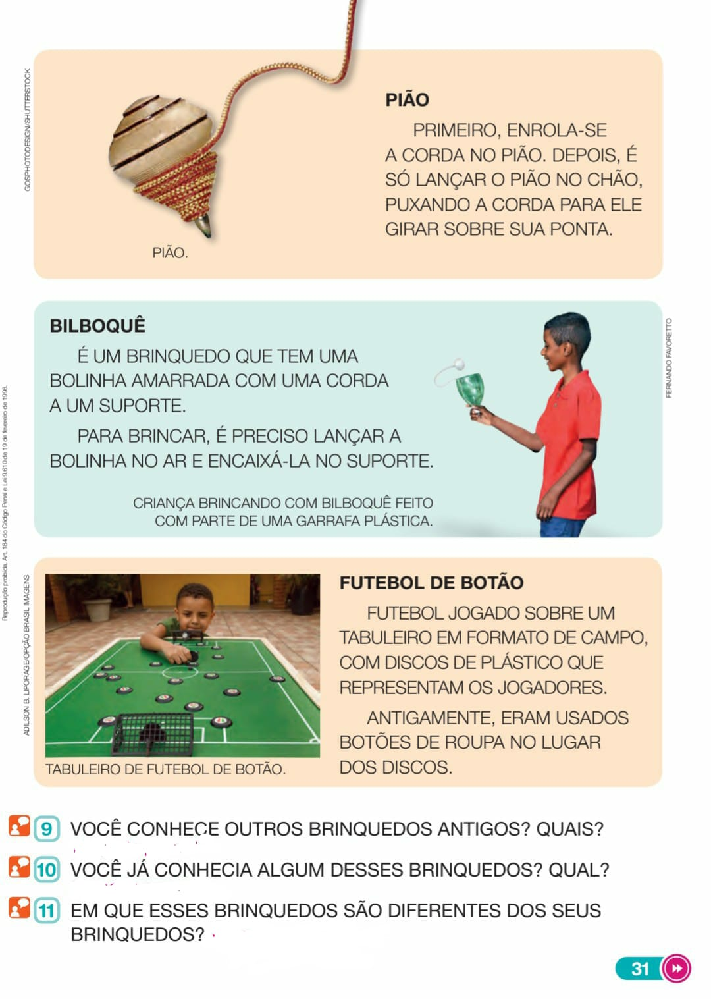 GOSPHOTODESIGN/SHUTTERSTOCK
PIÃO
PRIMEIRO, ENROLA-SE
A CORDA NO PIÃO. DEPOIS, É
SÓ LANÇAR O PIÃO NO CHÃO,
PUXANDO A CORDA PARA ELE
GIRAR SOBRE SUA PONTA.
PIÃO.
BILBOQUÊ
É UM BRINQUEDO QUE TEM UMA
BOLINHA AMARRADA COM UMA CORDA
A UM SUPORTE.
PARA BRINCAR, É PRECISO LANÇAR A
BOLINHA NO AR E ENCAIXÁ-LA NO SUPORTE.
CRIANÇA BRINCANDO COM BILBOQUÊ FEITO
COM PARTE DE UMA GARRAFA PLÁSTICA.
FERNANDO FAVORETTO
Reprodução proibida. Art. 184 do Código Penal e Lei 9.610 de 19 de fevereiro de 1998.
ADILSON B. LIPORAGE/OPÇÃO BRASIL IMAGENS
FUTEBOL DE BOTÃO
FUTEBOL JOGADO SOBRE UM
TABULEIRO EM FORMATO DE CAMPO,
COM DISCOS DE PLÁSTICO QUE
REPRESENTAM OS JOGADORES.
ANTIGAMENTE, ERAM USADOS
BOTÕES DE ROUPA NO LUGAR
DOS DISCOS.
TABULEIRO DE FUTEBOL DE BOTÃO.
9 VOCÊ CONHECE OUTROS BRINQUEDOS ANTIGOS? QUAIS?
10 VOCÊ JÁ CONHECIA ALGUM DESSES BRINQUEDOS? QUAL?
11 EM QUE ESSES BRINQUEDOS SÃO DIFERENTES DOS SEUS
BRINQUEDOS?
31